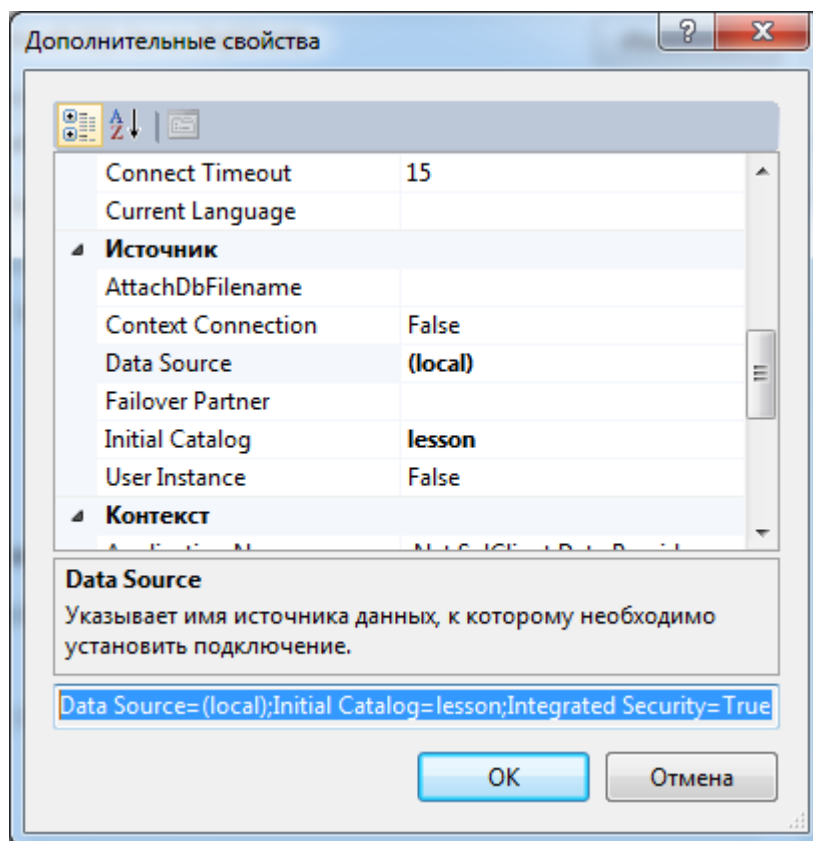 Дополнительные свойства
Connect Timeout 15
Current Language
Источник
AttachDbFilename
Context Connection False
Data Source (local)
Failover Partner
Initial Catalog lesson
User Instance False
Контекст
Data Source
Указывает имя источника данных, к которому необходимо
установить подключение.
Data Source=(local);Initial Catalog=lesson;Integrated Security=True
OK Отмена